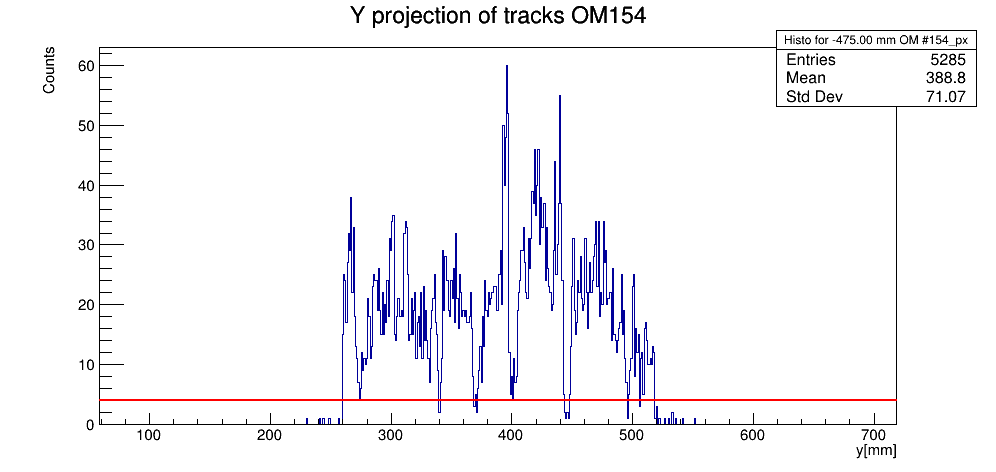 Y projection of tracks OM154
Histo for -475.00 mm OM #154_px
Entries 5285
Mean 388.8
Std Dev 71.07
Counts
60
50
40
30
20
10
0
100 200 300 400 500 600 700
y[mm]